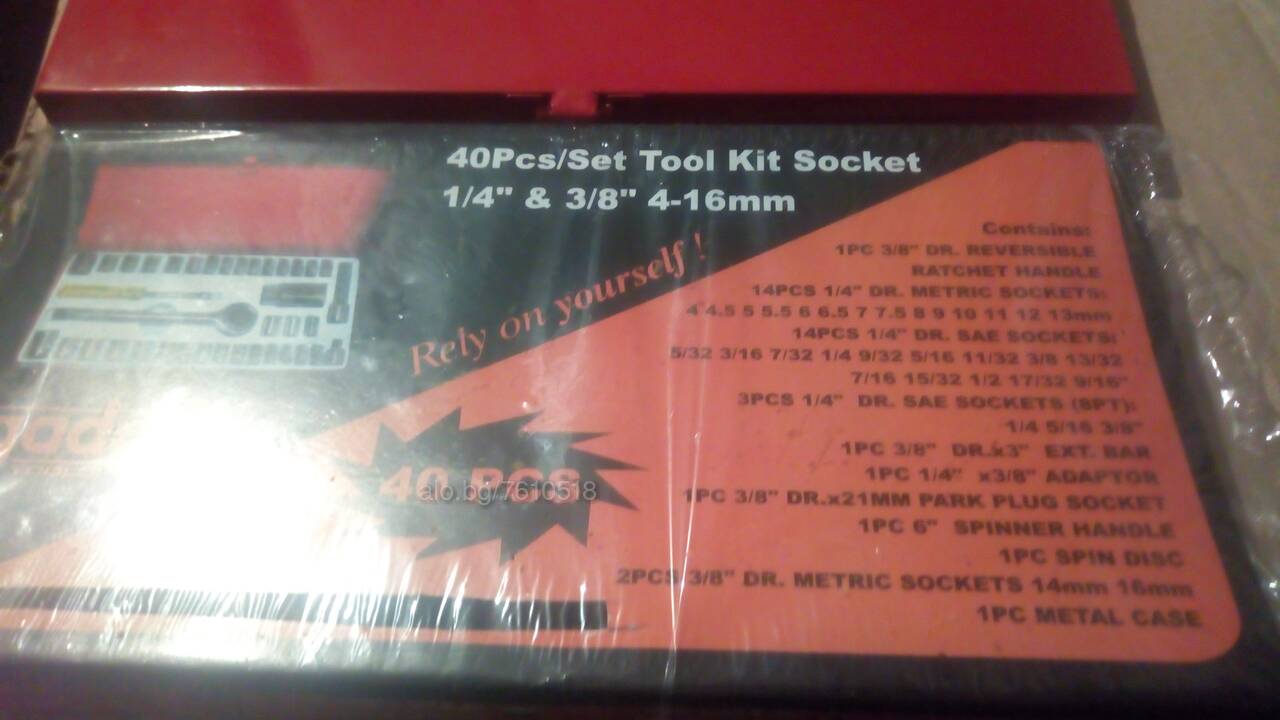 40Pcs/Set Tool Kit Socket
1/4" & 3/8" 4-16mm
Rely on yourself !
Contains:
1PC 3/8" DR. REVERSIBLE
RATCHET HANDLE
14PCS 1/4" DR. METRIC SOCKETS:
4 4.5 5 5.5 6 6.5 7 7.5 8 9 10 11 12 13mm
14PCS 1/4" DR. SAE SOCKETS:
5/32 3/16 7/32 1/4 9/32 5/16 11/32 3/8 13/32
7/16 15/32 1/2 17/32 9/16"
3PCS 1/4" DR. SAE SOCKETS (8PT):
1/4 5/16 3/8"
1PC 3/8" DR.x3" EXT. BAR
1PC 1/4" x3/8" ADAPTOR
1PC 3/8" DR.x21MM PARK PLUG SOCKET
1PC 6" SPINNER HANDLE
1PC SPIN DISC
2PCS 3/8" DR. METRIC SOCKETS 14mm 16mm
1PC METAL CASE
40 PCS
alo.bg/7610518